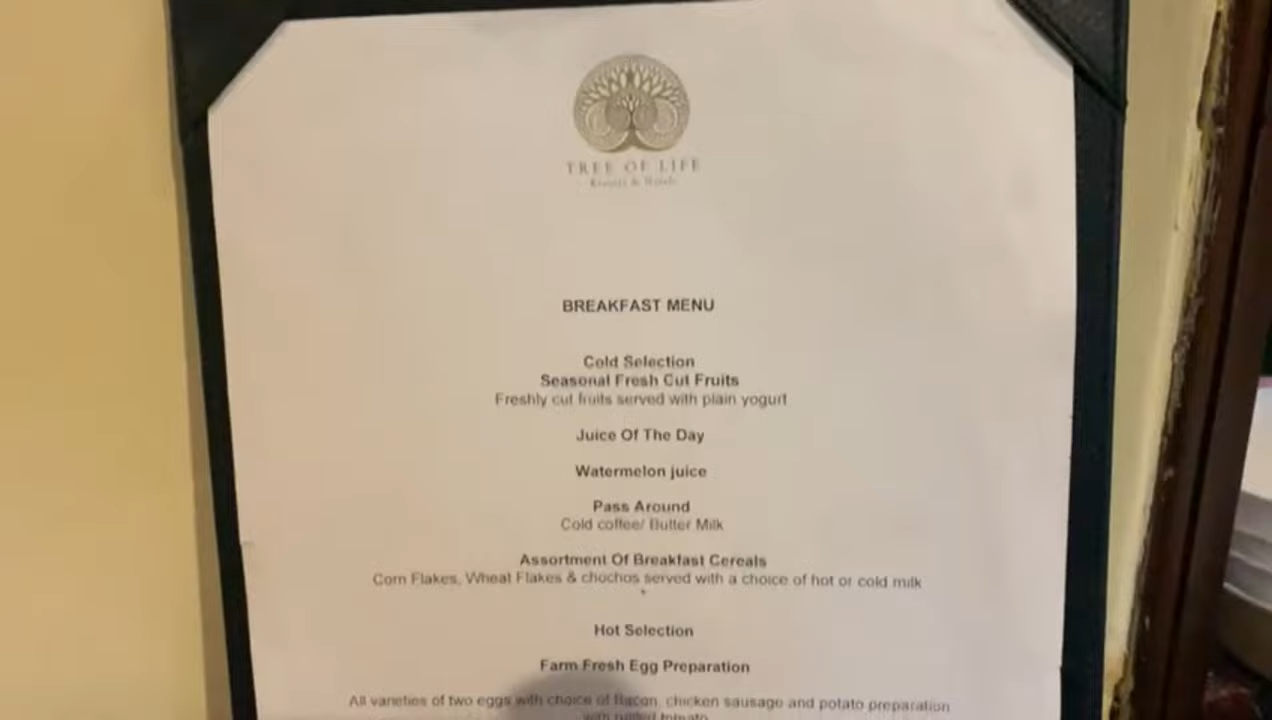 TREE OF LIFE
Resorts & Hotels
BREAKFAST MENU
Cold Selection
Seasonal Fresh Cut Fruits
Freshly cut fruits served with plain yogurt
Juice Of The Day
Watermelon juice
Pass Around
Cold coffee/ Butter Milk
Assortment Of Breakfast Cereals
Corn Flakes, Wheat Flakes & chochos served with a choice of hot or cold milk
Hot Selection
Farm Fresh Egg Preparation
All varieties of two eggs with choice of Bacon, chicken sausage and potato preparation
with grilled tomato